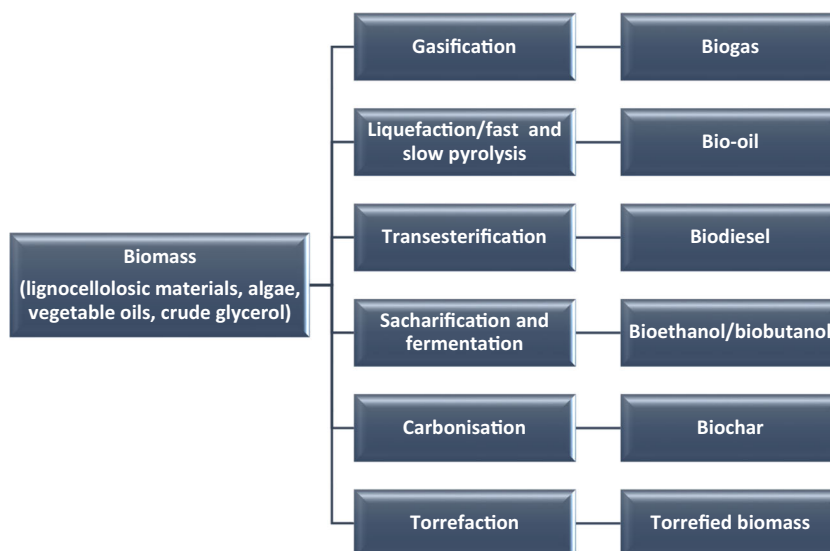 Gasification
Biogas
Liquefaction/fast and
slow pyrolysis
Bio-oil
Transesterification
Biodiesel
Biomass
(lignocellolosic materials, algae,
vegetable oils, crude glycerol)
Sacharification and
fermentation
Bioethanol/biobutanol
Carbonisation
Biochar
Torrefaction
Torrefied biomass